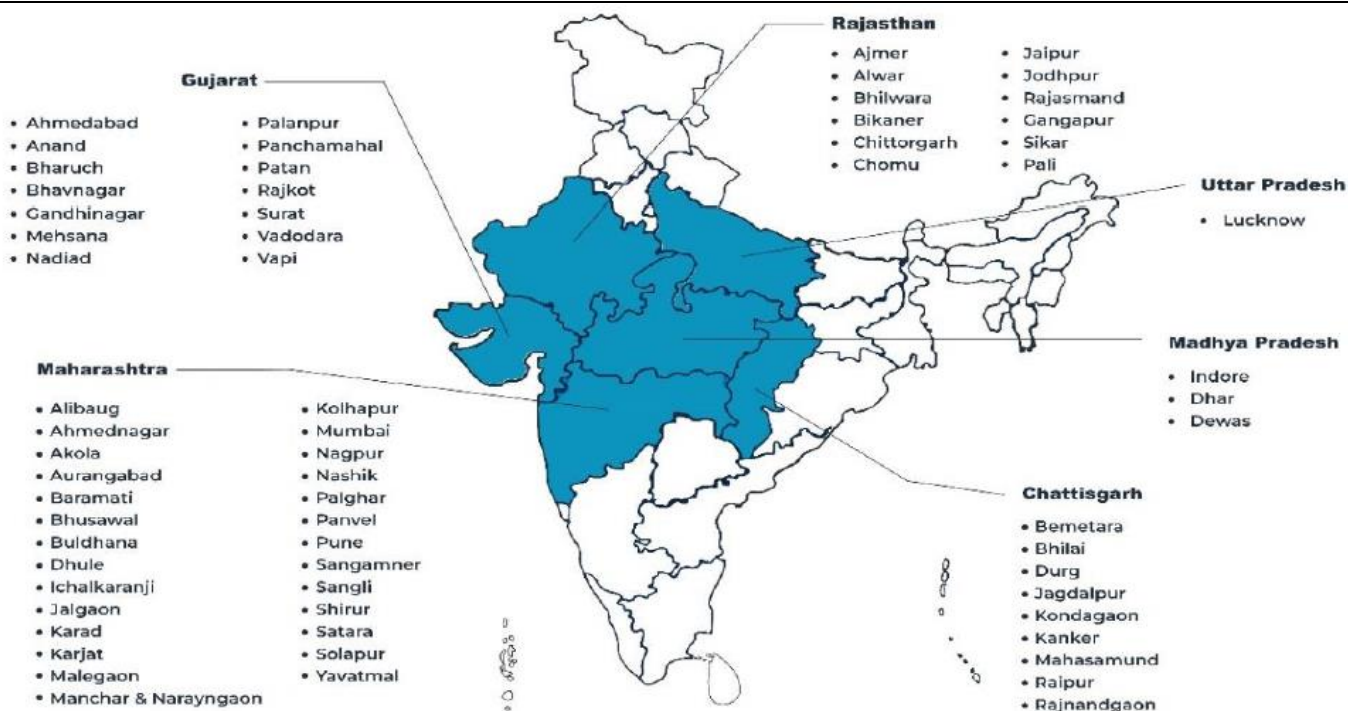 Rajasthan
• Ajmer
• Alwar
• Bhilwara
• Bikaner
• Chittorgarh
• Chomu
• Jaipur
• Jodhpur
• Rajasmand
• Gangapur
• Sikar
• Pali
Gujarat
• Ahmedabad
• Anand
• Bharuch
• Bhavnagar
• Gandhinagar
• Mehsana
• Nadiad
• Palanpur
• Panchamahal
• Patan
• Rajkot
• Surat
• Vadodara
• Vapi
Uttar Pradesh
• Lucknow
Madhya Pradesh
• Indore
• Dhar
• Dewas
Maharashtra
• Alibaug
• Ahmednagar
• Akola
• Aurangabad
• Baramati
• Bhusawal
• Buldhana
• Dhule
• Ichalkaranji
• Jalgaon
• Karad
• Karjat
• Malegaon
• Manchar & Narayngaon
• Kolhapur
• Mumbai
• Nagpur
• Nashik
• Palghar
• Panvel
• Pune
• Sangamner
• Sangli
• Shirur
• Satara
• Solapur
• Yavatmal
Chattisgarh
• Bemetara
• Bhilai
• Durg
• Jagdalpur
• Kondagaon
• Kanker
• Mahasamund
• Raipur
• Rajnandgaon